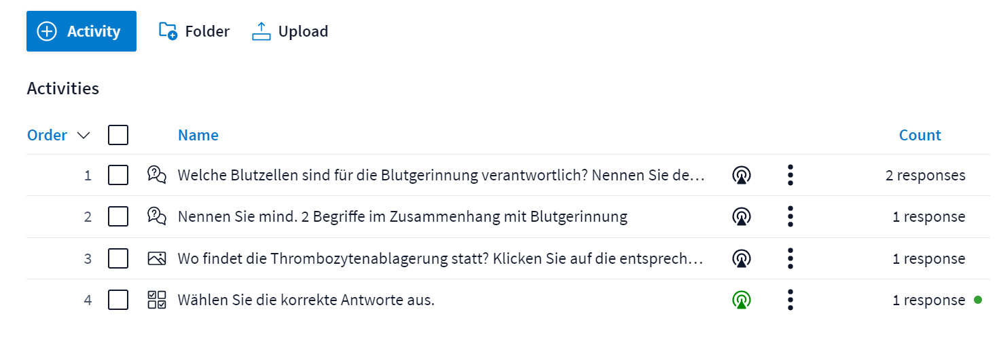 Activity Folder Upload
Activities
Order Name Count
1 Welche Blutzellen sind für die Blutgerinnung verantwortlich? Nennen Sie de... 2 responses
2 Nennen Sie mind. 2 Begriffe im Zusammenhang mit Blutgerinnung 1 response
3 Wo findet die Thrombozytenablagerung statt? Klicken Sie auf die entsprech... 1 response
4 Wählen Sie die korrekte Antworte aus. 1 response